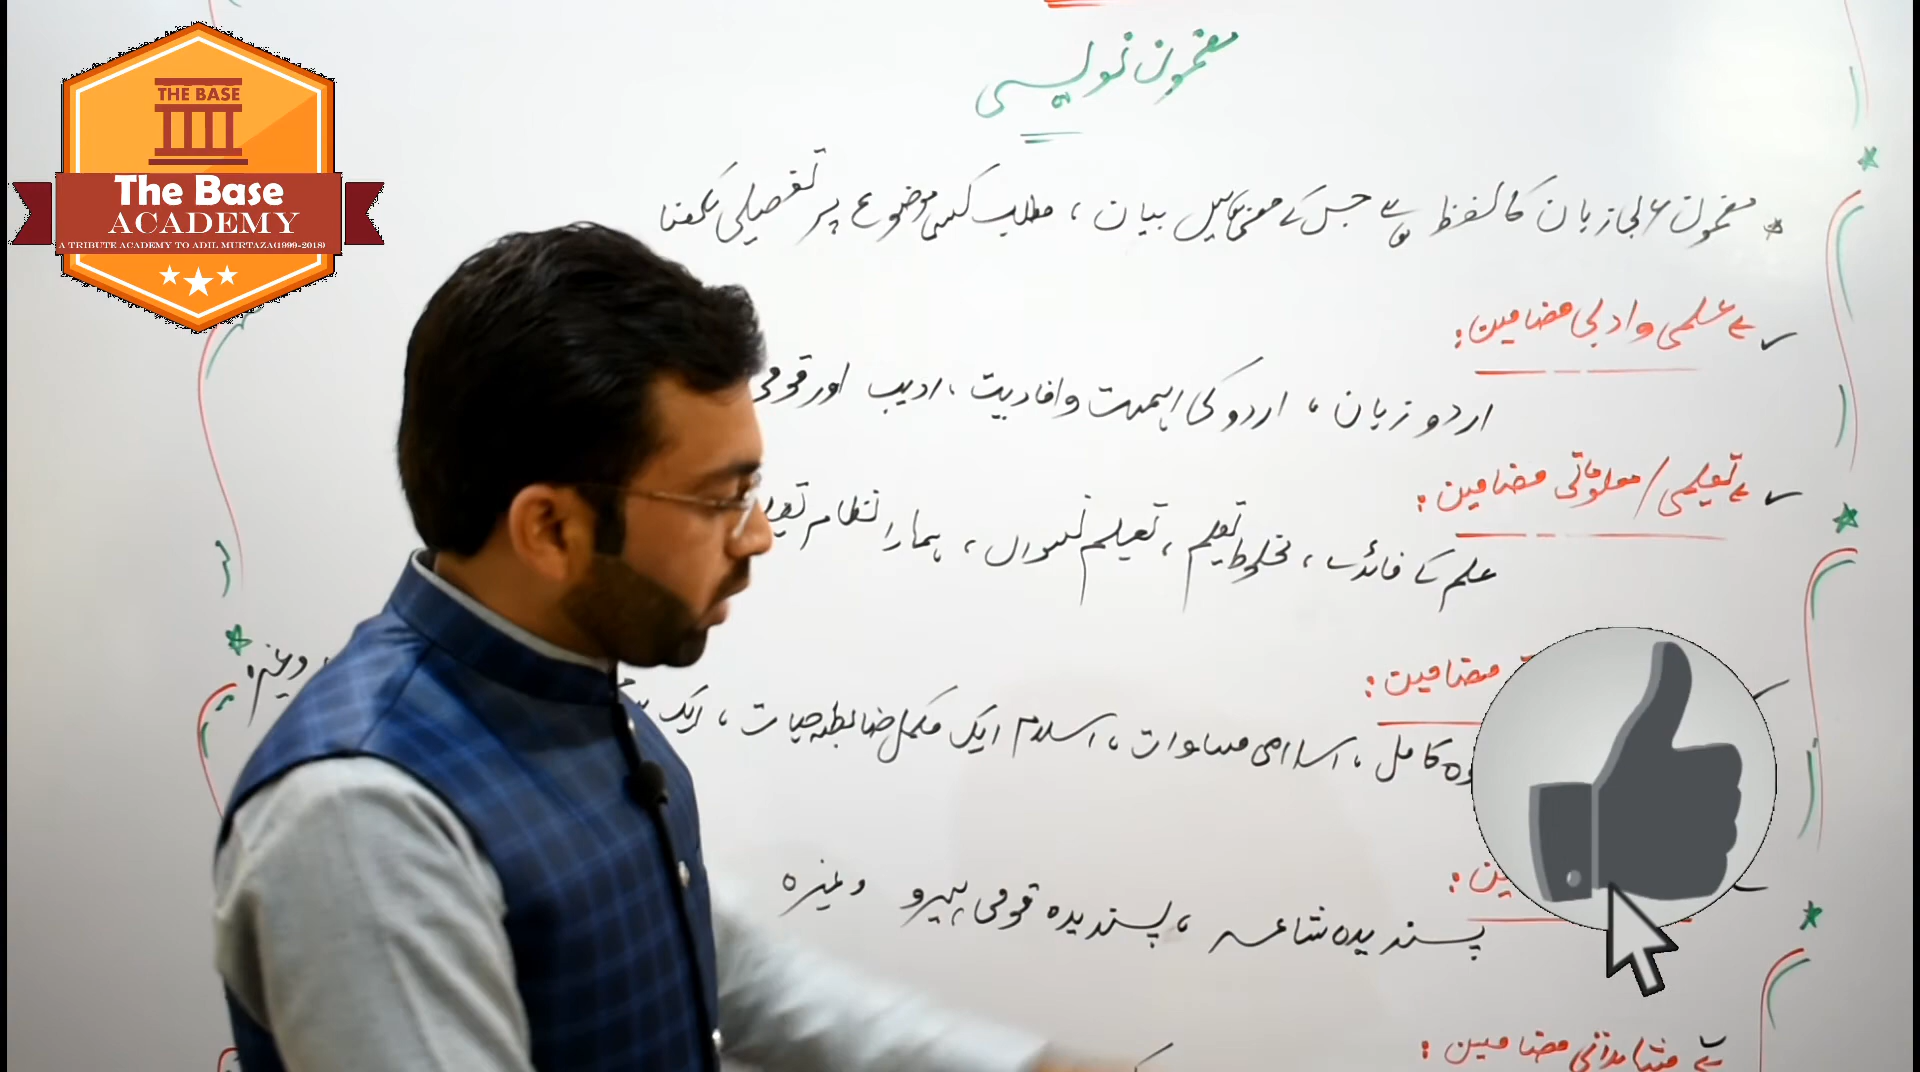 THE BASE
The Base
ACADEMY
A TRIBUTE ACADEMY TO ADIL MURTAZA(1999-2018)
مضمون نویسی
مضمون عربی زبان کا لفظ ہے جس کے معنی ہیں بیان، مطلب کسی موضوع پر تفصیلی لکھنا
علمی و ادبی مضامین:
اردو زبان، اردو کی اہمیت و افادیت، ادیب اور قومی
تعلیمی/معلوماتی مضامین:
علم کے فائدے، مخلوط تعلیم، تعلیم نسواں، ہمارا نظام
مضامین:
کامل، اسلامی مساوات، اسلام ایک مکمل ضابطہ حیات، ایک
وغیرہ
پسندیدہ شاعر، پسندیدہ قومی ہیرو وغیرہ
مشاہداتی مضامین: